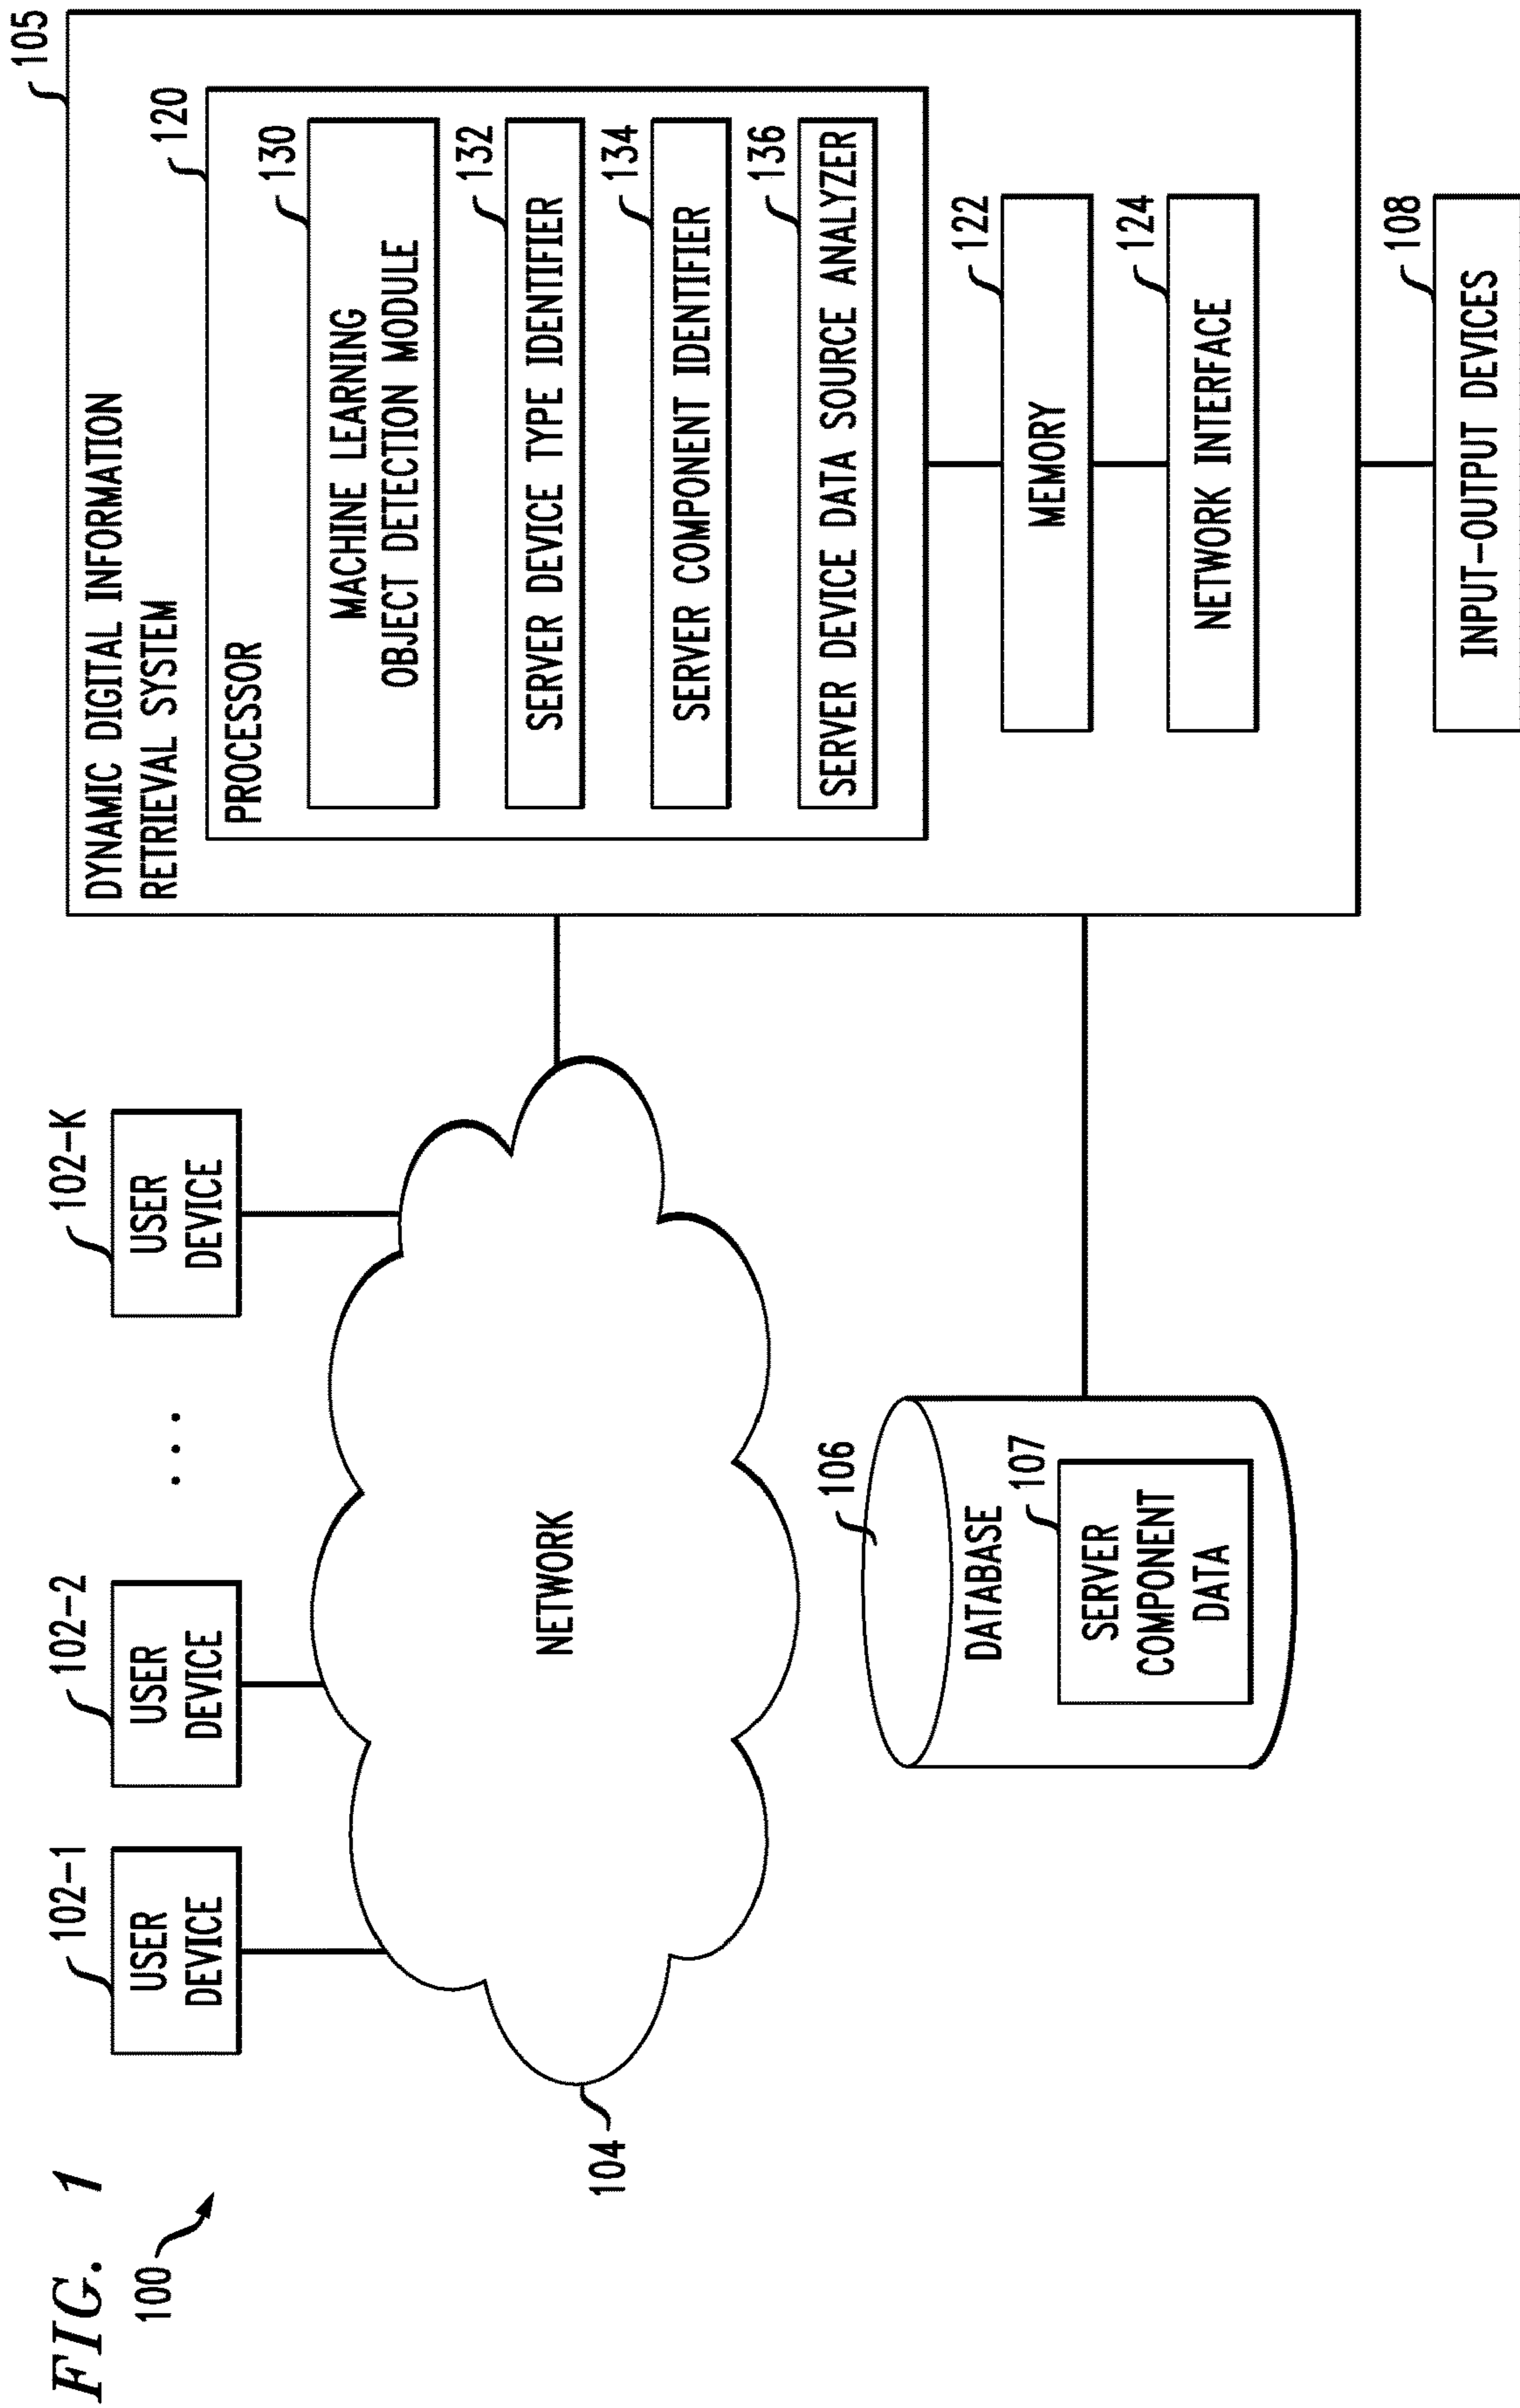 FIG. 1
100
102-1
USER
DEVICE
102-2
USER
DEVICE
. . .
102-K
USER
DEVICE
104
NETWORK
106
DATABASE
107
SERVER
COMPONENT
DATA
105
DYNAMIC DIGITAL INFORMATION
RETRIEVAL SYSTEM
120
PROCESSOR
130
MACHINE LEARNING
OBJECT DETECTION MODULE
132
SERVER DEVICE TYPE IDENTIFIER
134
SERVER COMPONENT IDENTIFIER
136
SERVER DEVICE DATA SOURCE ANALYZER
122
MEMORY
124
NETWORK INTERFACE
108
INPUT-OUTPUT DEVICES